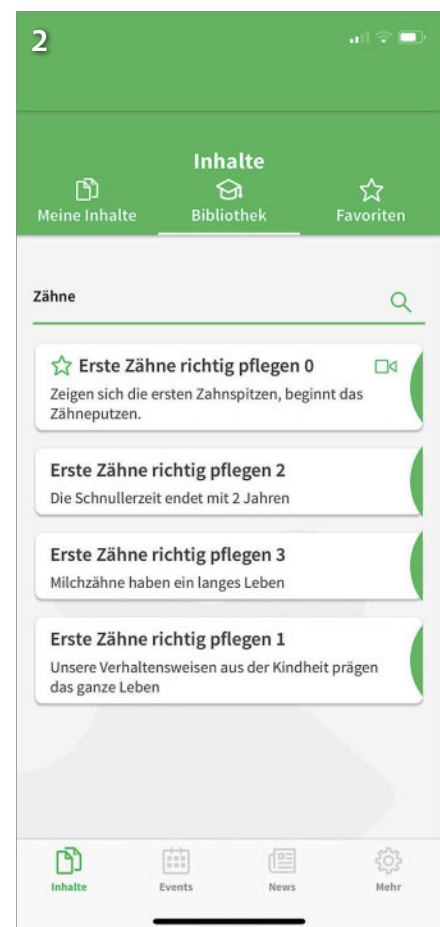 2
Inhalte
Meine Inhalte
Bibliothek
Favoriten
Zähne
Erste Zähne richtig pflegen 0
Zeigen sich die ersten Zahnspitzen, beginnt das
Zähneputzen.
Erste Zähne richtig pflegen 2
Die Schnullerzeit endet mit 2 Jahren
Erste Zähne richtig pflegen 3
Milchzähne haben ein langes Leben
Erste Zähne richtig pflegen 1
Unsere Verhaltensweisen aus der Kindheit prägen
das ganze Leben
Inhalte
Events
News
Mehr